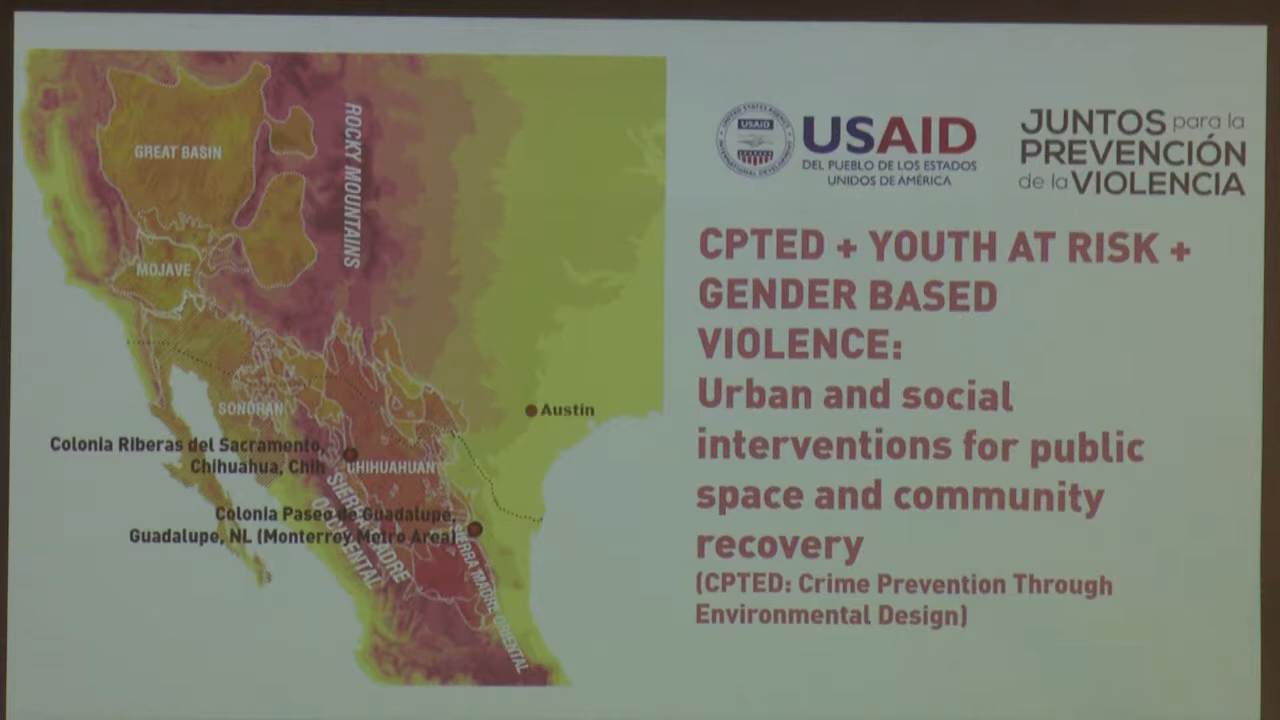 GREAT BASIN
ROCKY MOUNTAINS
MOJAVE
SONORAN
Austin
Colonia Riberas del Sacramento,
Chihuahua, Chih
CHIHUAHUAN
Colonia Paseo de Guadalupe,
Guadalupe, NL (Monterrey Metro Area)
SIERRA MADRE ORIENTAL
USAID
USAID
DEL PUEBLO DE LOS ESTADOS
UNIDOS DE AMÉRICA
JUNTOS para la
PREVENCIÓN
de la VIOLENCIA
CPTED + YOUTH AT RISK +
GENDER BASED
VIOLENCE:
Urban and social
interventions for public
space and community
recovery
(CPTED: Crime Prevention Through
Environmental Design)